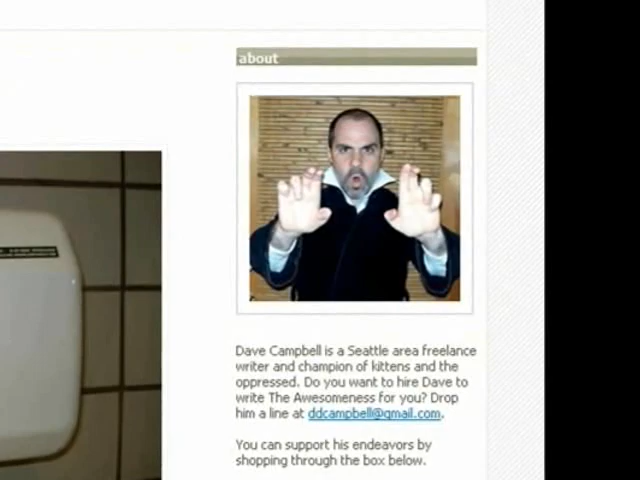 about
Dave Campbell is a Seattle area freelance
writer and champion of kittens and the
oppressed. Do you want to hire Dave to
write The Awesomeness for you? Drop
him a line at ddcampbell@gmail.com.
You can support his endeavors by
shopping through the box below.